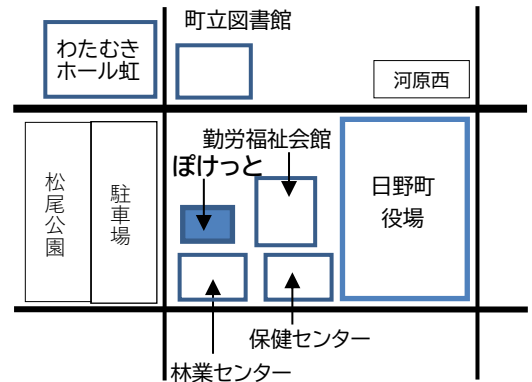 町立図書館
わたむき
ホール虹
河原西
勤労福祉会館
ぽけっと
松尾公園
駐車場
日野町
役場
保健センター
林業センター